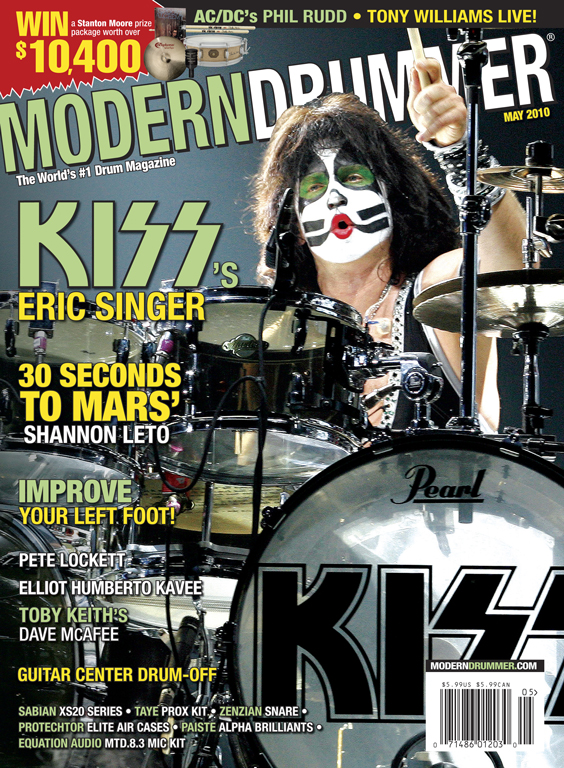 WIN a Stanton Moore prize
package worth over
$10,400
AC/DC's PHIL RUDD • TONY WILLIAMS LIVE!
MODERNDRUMMER®
MAY 2010
The World's #1 Drum Magazine
KISS's
ERIC SINGER
30 SECONDS
TO MARS'
SHANNON LETO
IMPROVE
YOUR LEFT FOOT!
PETE LOCKETT
ELLIOT HUMBERTO KAVEE
TOBY KEITH'S
DAVE MCAFEE
GUITAR CENTER DRUM-OFF
SABIAN XS20 SERIES • TAYE PROX KIT • ZENZIAN SNARE •
PROTECHTOR ELITE AIR CASES • PAISTE ALPHA BRILLIANTS •
EQUATION AUDIO MTD.8.3 MIC KIT
Pearl
KISS
MODERNDRUMMER.COM
$5.99US $5.99CAN
05>
0 71486 01203 0